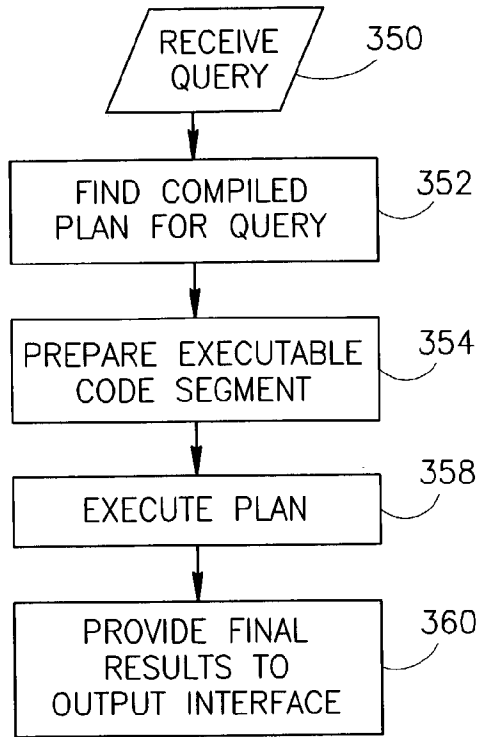 RECEIVE
QUERY
350
FIND COMPILED
PLAN FOR QUERY
352
PREPARE EXECUTABLE
CODE SEGMENT
354
EXECUTE PLAN
358
PROVIDE FINAL
RESULTS TO
OUTPUT INTERFACE
360